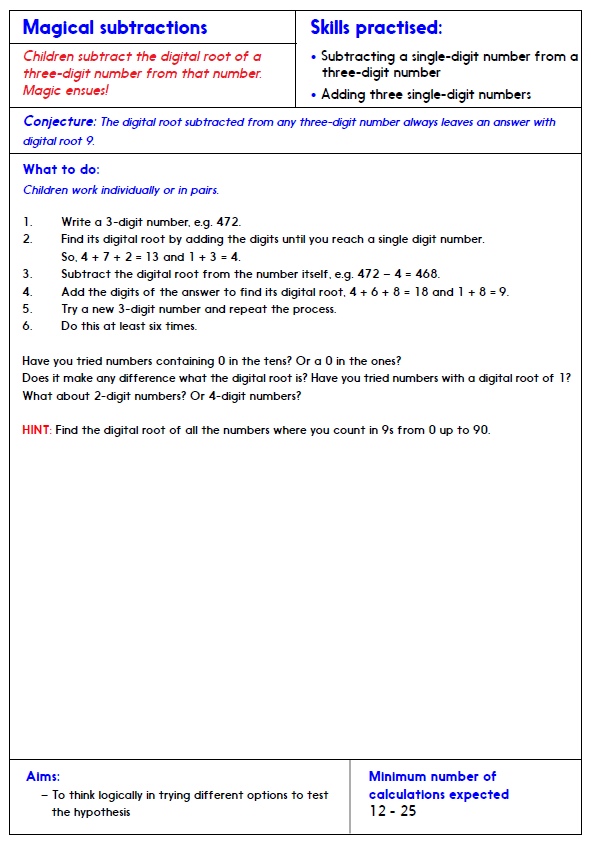 Magical subtractions
Children subtract the digital root of a
three-digit number from that number.
Magic ensues!
Skills practised:
• Subtracting a single-digit number from a
three-digit number
• Adding three single-digit numbers
Conjecture: The digital root subtracted from any three-digit number always leaves an answer with
digital root 9.
What to do:
Children work individually or in pairs.
1. Write a 3-digit number, e.g. 472.
2. Find its digital root by adding the digits until you reach a single digit number.
So, 4 + 7 + 2 = 13 and 1 + 3 = 4.
3. Subtract the digital root from the number itself, e.g. 472 – 4 = 468.
4. Add the digits of the answer to find its digital root, 4 + 6 + 8 = 18 and 1 + 8 = 9.
5. Try a new 3-digit number and repeat the process.
6. Do this at least six times.
Have you tried numbers containing 0 in the tens? Or a 0 in the ones?
Does it make any difference what the digital root is? Have you tried numbers with a digital root of 1?
What about 2-digit numbers? Or 4-digit numbers?
HINT: Find the digital root of all the numbers where you count in 9s from 0 up to 90.
Aims:
– To think logically in trying different options to test
the hypothesis
Minimum number of
calculations expected
12 - 25